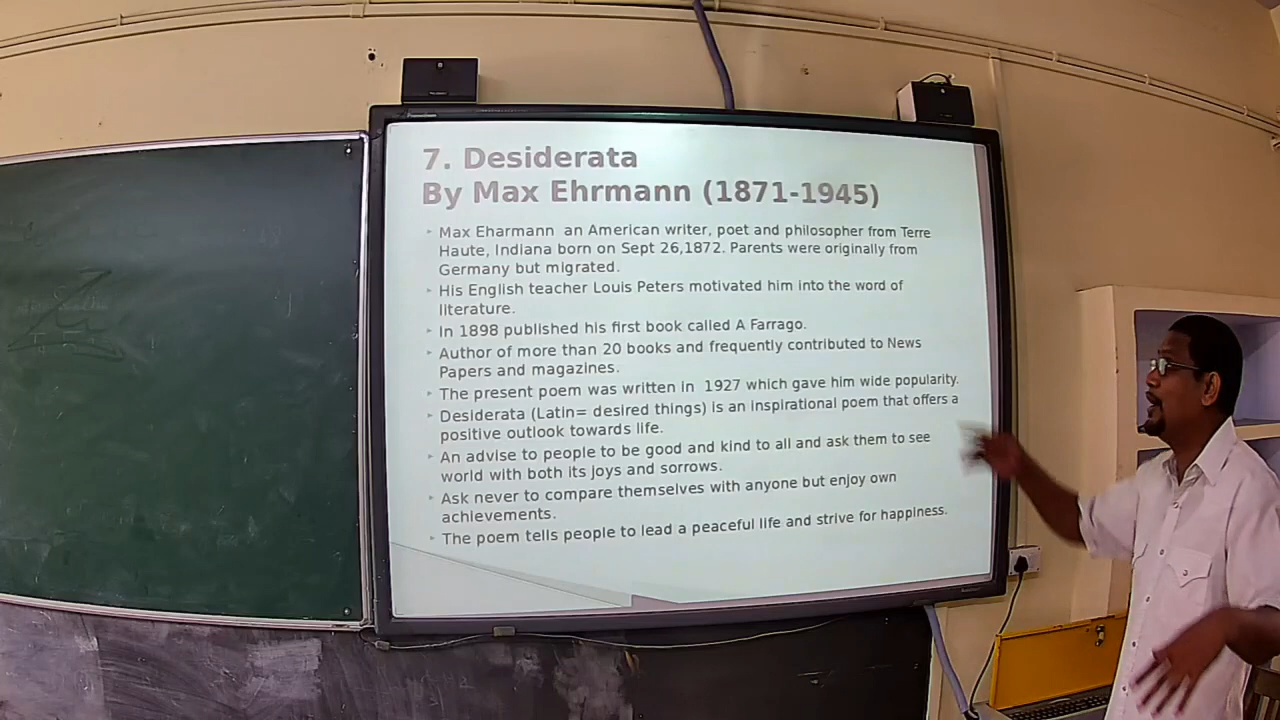 7. Desiderata
By Max Ehrmann (1871-1945)
Max Eharmann an American writer, poet and philosopher from Terre
Haute, Indiana born on Sept 26,1872. Parents were originally from
Germany but migrated.
His English teacher Louis Peters motivated him into the word of
literature.
In 1898 published his first book called A Farrago.
Author of more than 20 books and frequently contributed to News
Papers and magazines.
The present poem was written in 1927 which gave him wide popularity.
Desiderata (Latin= desired things) is an inspirational poem that offers a
positive outlook towards life.
An advise to people to be good and kind to all and ask them to see
world with both its joys and sorrows.
Ask never to compare themselves with anyone but enjoy own
achievements.
The poem tells people to lead a peaceful life and strive for happiness.